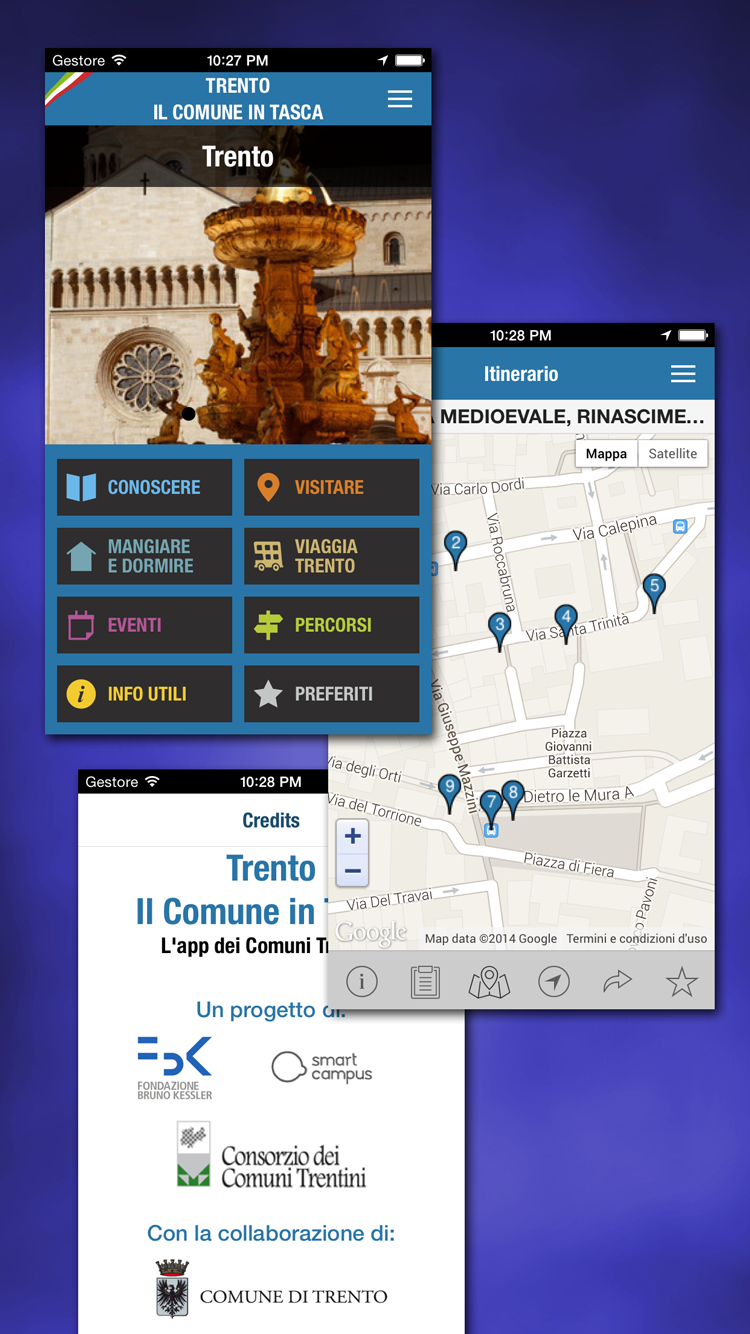 Gestore 10:27 PM
TRENTO
IL COMUNE IN TASCA
Trento
CONOSCERE
VISITARE
MANGIARE
E DORMIRE
VIAGGIA
TRENTO
EVENTI
PERCORSI
INFO UTILI
PREFERITI
10:28 PM
Itinerario
MEDIOEVALE, RINASCIME...
Mappa Satellite
Via Carlo Dordi
Via Calepina
Via Roccabruna
2
5
4
3
Via Santa Trinità
Via Giuseppe Mazzini
Piazza
Giovanni
Battista
Garzetti
Via degli Orti
9
8
7
Dietro le Mura A
Via del Torrione
+
−
Piazza di Fiera
Via Del Travai
Pavoni
Google
Map data ©2014 Google Termini e condizioni d'uso
Gestore 10:28 PM
Credits
Trento
Il Comune in
L'app dei Comuni
Un progetto di:
FBK
FONDAZIONE
BRUNO KESSLER
smart
campus
Consorzio dei
Comuni Trentini
Con la collaborazione di:
COMUNE DI TRENTO